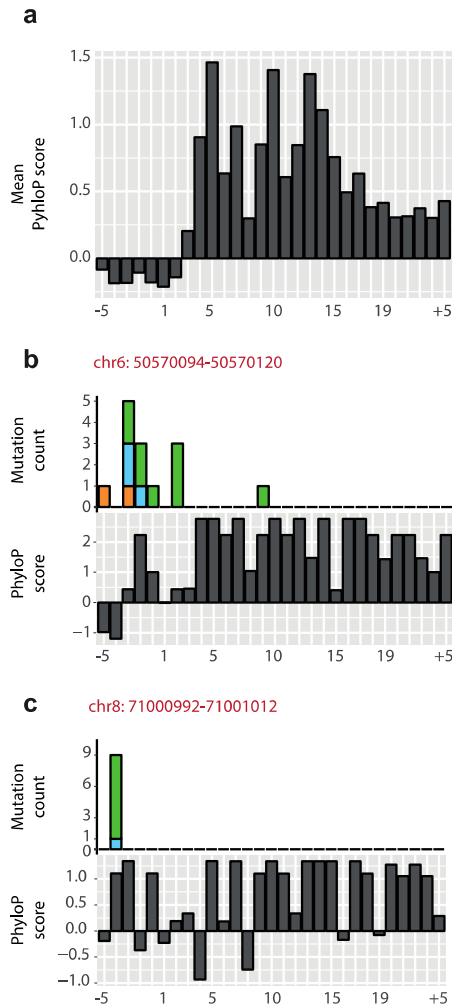 a
Mean
PyhloP score
1.5
1.0
0.5
0.0
-5 1 5 10 15 19 +5
b
chr6: 50570094-50570120
Mutation
count
5
4
3
2
1
0
PhyloP
score
2
1
0
−1
-5 1 5 10 15 19 +5
c
chr8: 71000992-71001012
Mutation
count
9
6
3
1
0
PhyloP
score
1.0
0.5
0.0
−0.5
−1.0
-5 1 5 10 15 19 +5